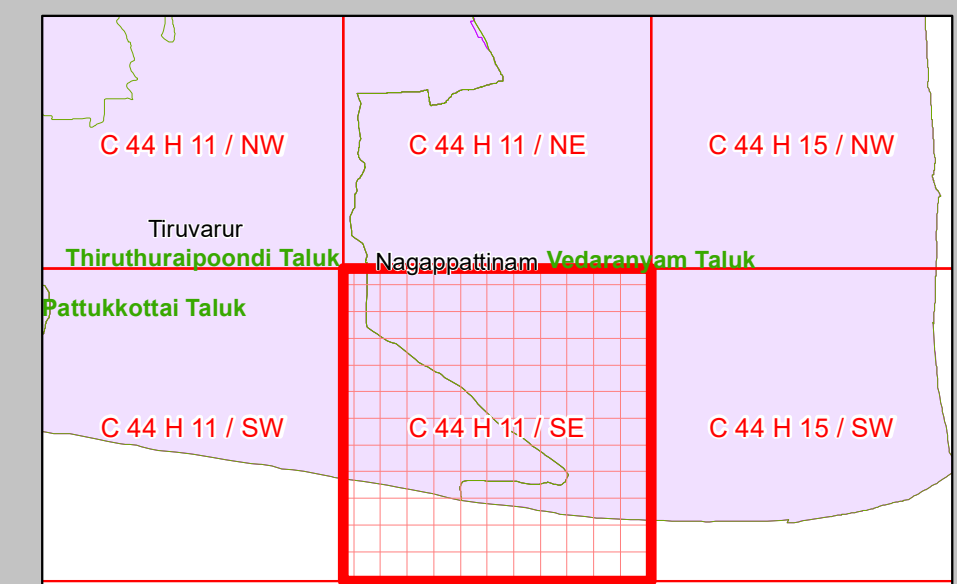 C 44 H 11 / NW
C 44 H 11 / NE
C 44 H 15 / NW
Tiruvarur
Thiruthuraipoondi Taluk
Nagappattinam
Vedaranyam Taluk
Pattukkottai Taluk
C 44 H 11 / SW
C 44 H 11 / SE
C 44 H 15 / SW